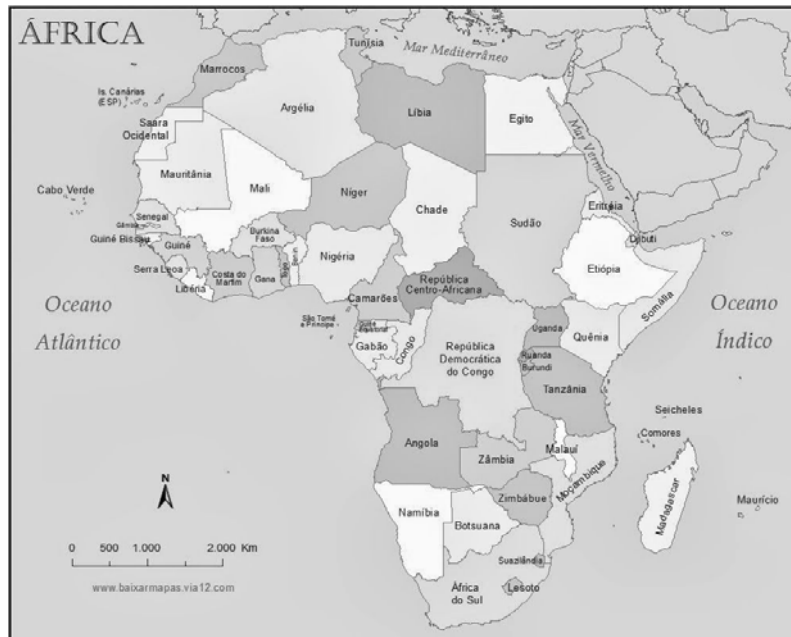 ÁFRICA
Mar Mediterrâneo
Tunísia
Marrocos
Is. Canárias
(ESP)
Argélia
Líbia
Egito
Saara
Ocidental
Mar Vermelho
Mauritânia
Mali
Níger
Chade
Sudão
Eritréia
Cabo Verde
Senegal
Gâmbia
Guiné Bissau
Guiné
Burkina
Faso
Djibuti
Serra Leoa
Costa do
Marfim
Gana
Togo
Benin
Nigéria
Etiópia
Somália
Libéria
República
Centro-Africana
Camarões
Oceano
Atlântico
Oceano
Índico
São Tomé
e Príncipe
Guiné
Equatorial
Gabão
Congo
República
Democrática
do Congo
Uganda
Quênia
Ruanda
Burundi
Tanzânia
Seicheles
Comores
Angola
Zâmbia
Malauí
Moçambique
Zimbábue
Madagascar
Maurício
Namíbia
Botsuana
Suazilândia
África
do Sul
Lesoto
N
0 500 1.000 2.000 Km
www.baixarmapas.via12.com